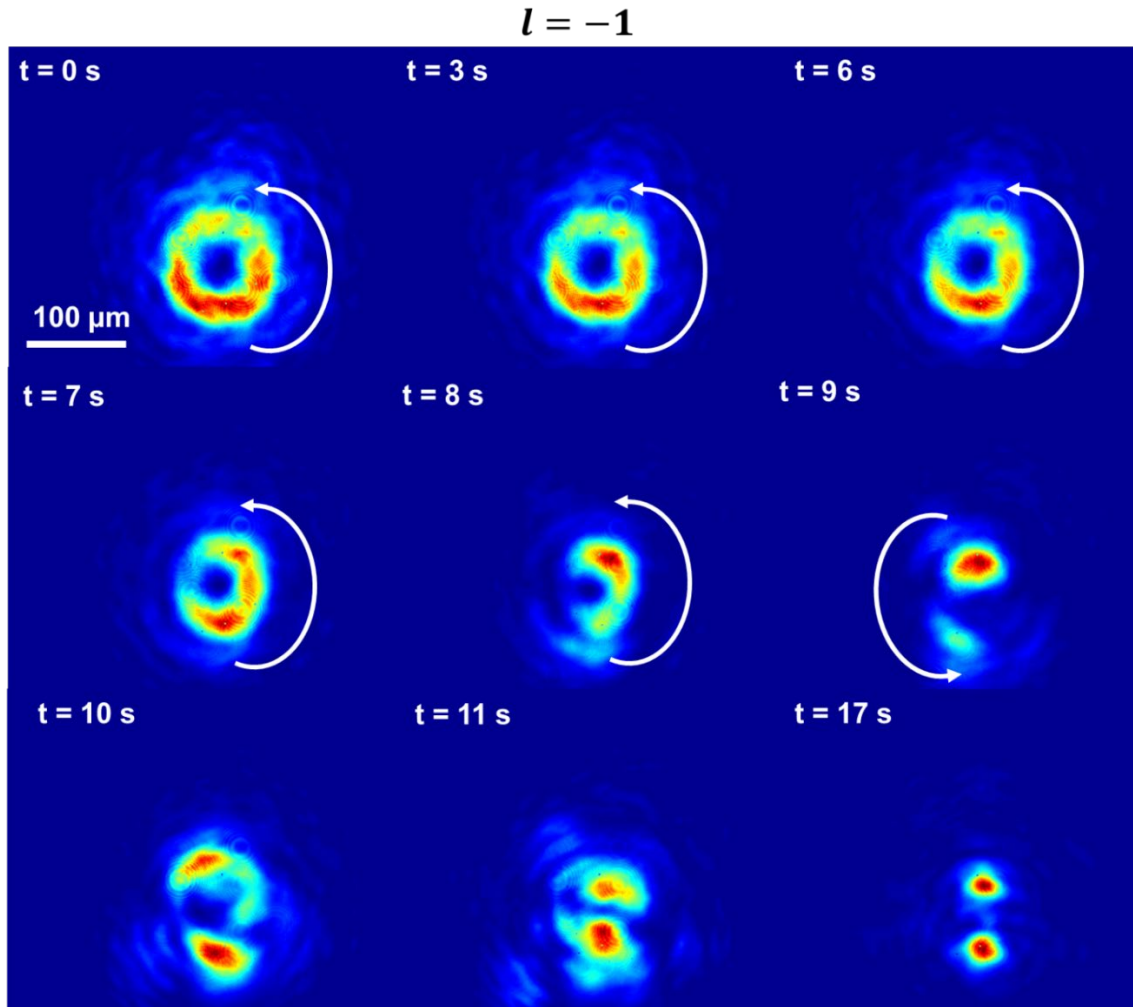 l = −1
t = 0 s
t = 3 s
t = 6 s
100 μm
t = 7 s
t = 8 s
t = 9 s
t = 10 s
t = 11 s
t = 17 s